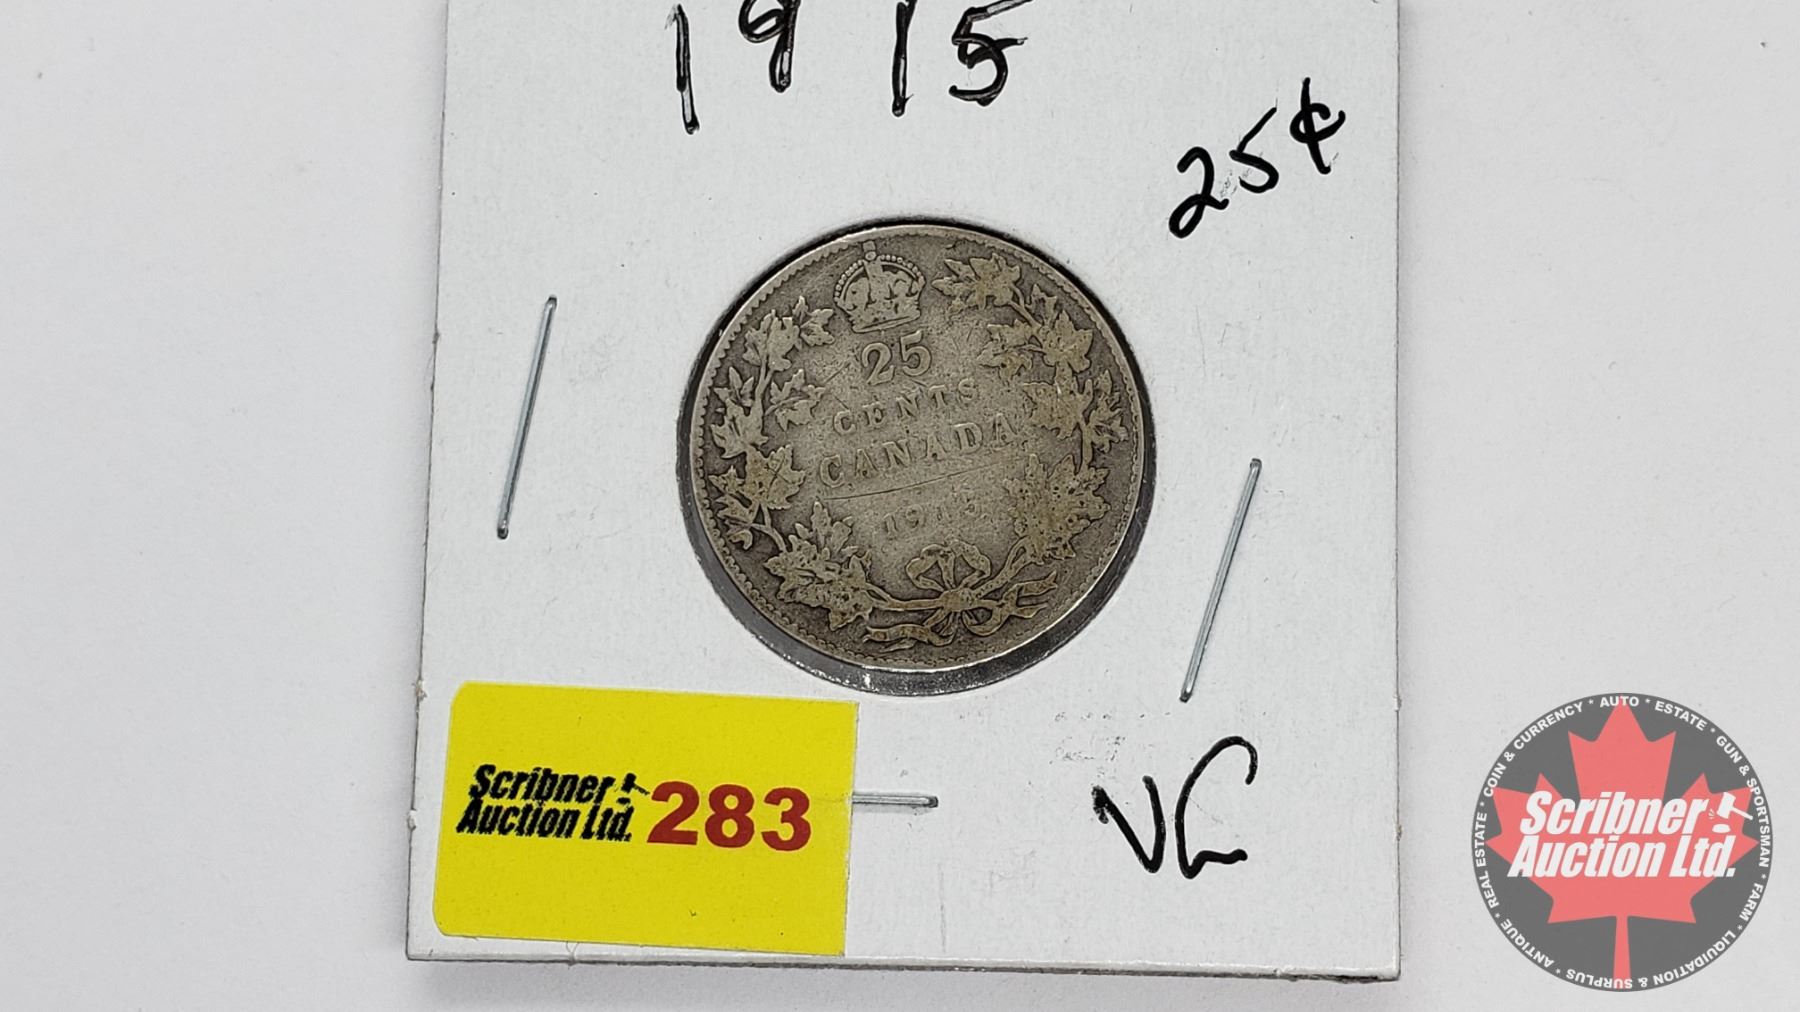 1915
25¢
25
CENTS
CANADA
1915
Scribner
Auction Ltd.
283
VG
* COIN & CURRENCY * AUTO * ESTATE * GUN & SPORTSMAN * FARM * LIQUIDATION & SURPLUS * ANTIQUE * REAL ESTATE
Scribner
Auction Ltd.